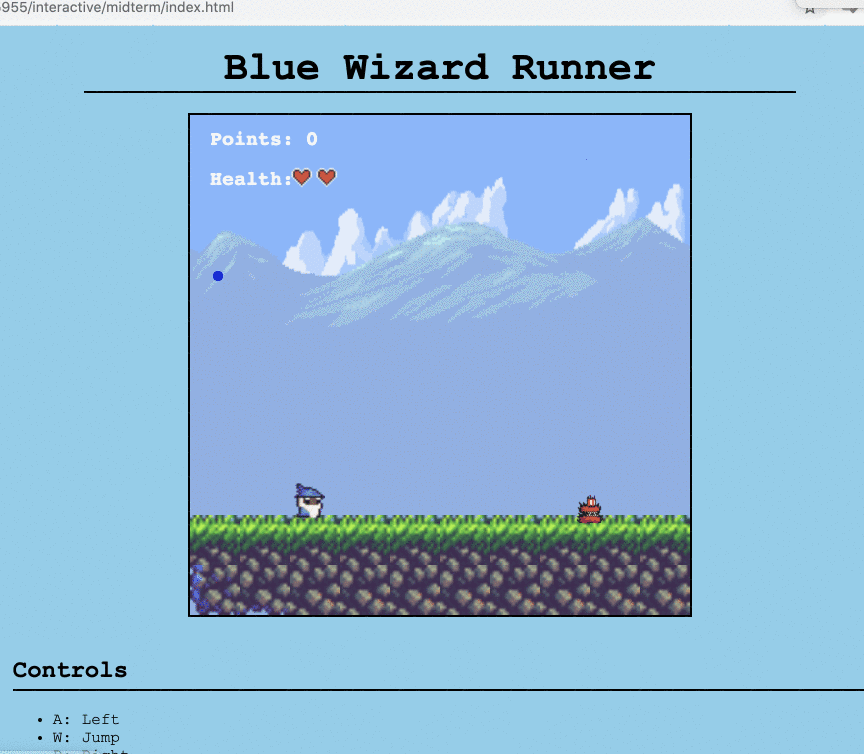 955/interactive/midterm/index.html
Blue Wizard Runner
Points: 0
Health:
Controls
• A: Left
• W: Jump